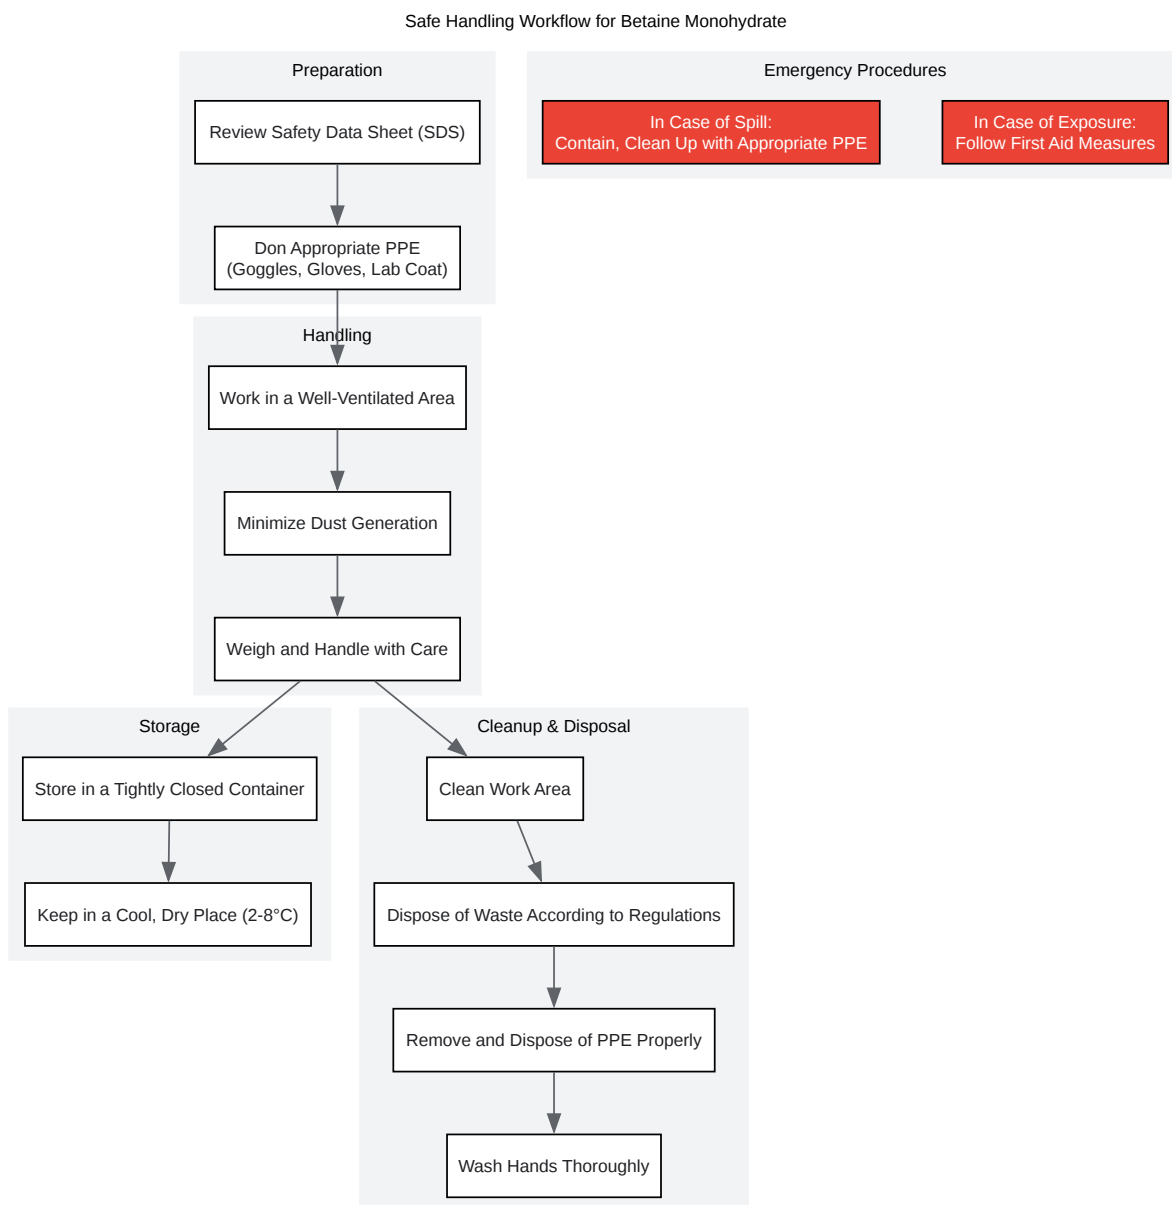 Safe Handling Workflow for Betaine Monohydrate
Preparation
Review Safety Data Sheet (SDS)
Don Appropriate PPE
(Goggles, Gloves, Lab Coat)
Emergency Procedures
In Case of Spill:
Contain, Clean Up with Appropriate PPE
In Case of Exposure:
Follow First Aid Measures
Handling
Work in a Well-Ventilated Area
Minimize Dust Generation
Weigh and Handle with Care
Storage
Store in a Tightly Closed Container
Keep in a Cool, Dry Place (2-8°C)
Cleanup & Disposal
Clean Work Area
Dispose of Waste According to Regulations
Remove and Dispose of PPE Properly
Wash Hands Thoroughly